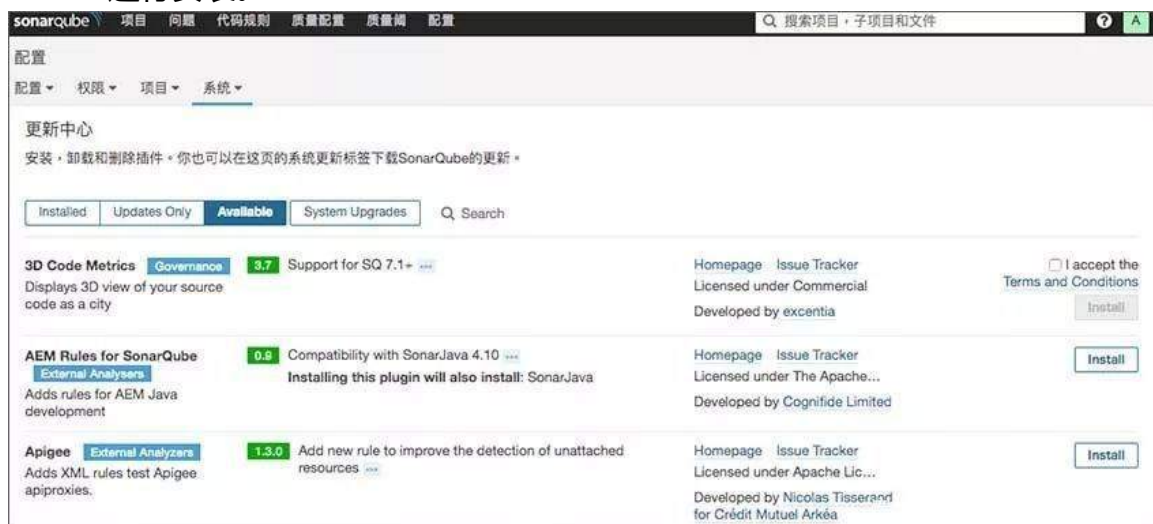 sonarqube 项目 问题 代码规则 质量配置 质量阈 配置 搜索项目,子项目和文件 ? A
配置
配置 权限 项目 系统
更新中心
安装,卸载和删除插件。你也可以在这页的系统更新标签下载SonarQube的更新。
Installed Updates Only Available System Upgrades Search
3D Code Metrics Governance 3.7 Support for SQ 7.1+ ... Homepage Issue Tracker I accept the
Displays 3D view of your source Licensed under Commercial Terms and Conditions
code as a city Developed by excentia Install
AEM Rules for SonarQube 0.9 Compatibility with SonarJava 4.10 ... Homepage Issue Tracker Install
External Analysers Installing this plugin will also install: SonarJava Licensed under The Apache...
Adds rules for AEM Java Developed by Cognifide Limited
development
Apigee External Analyzers 1.3.0 Add new rule to improve the detection of unattached Homepage Issue Tracker Install
Adds XML rules test Apigee resources ... Licensed under Apache Lic...
apiproxies. Developed by Nicolas Tisserand
for Crédit Mutuel Arkéa